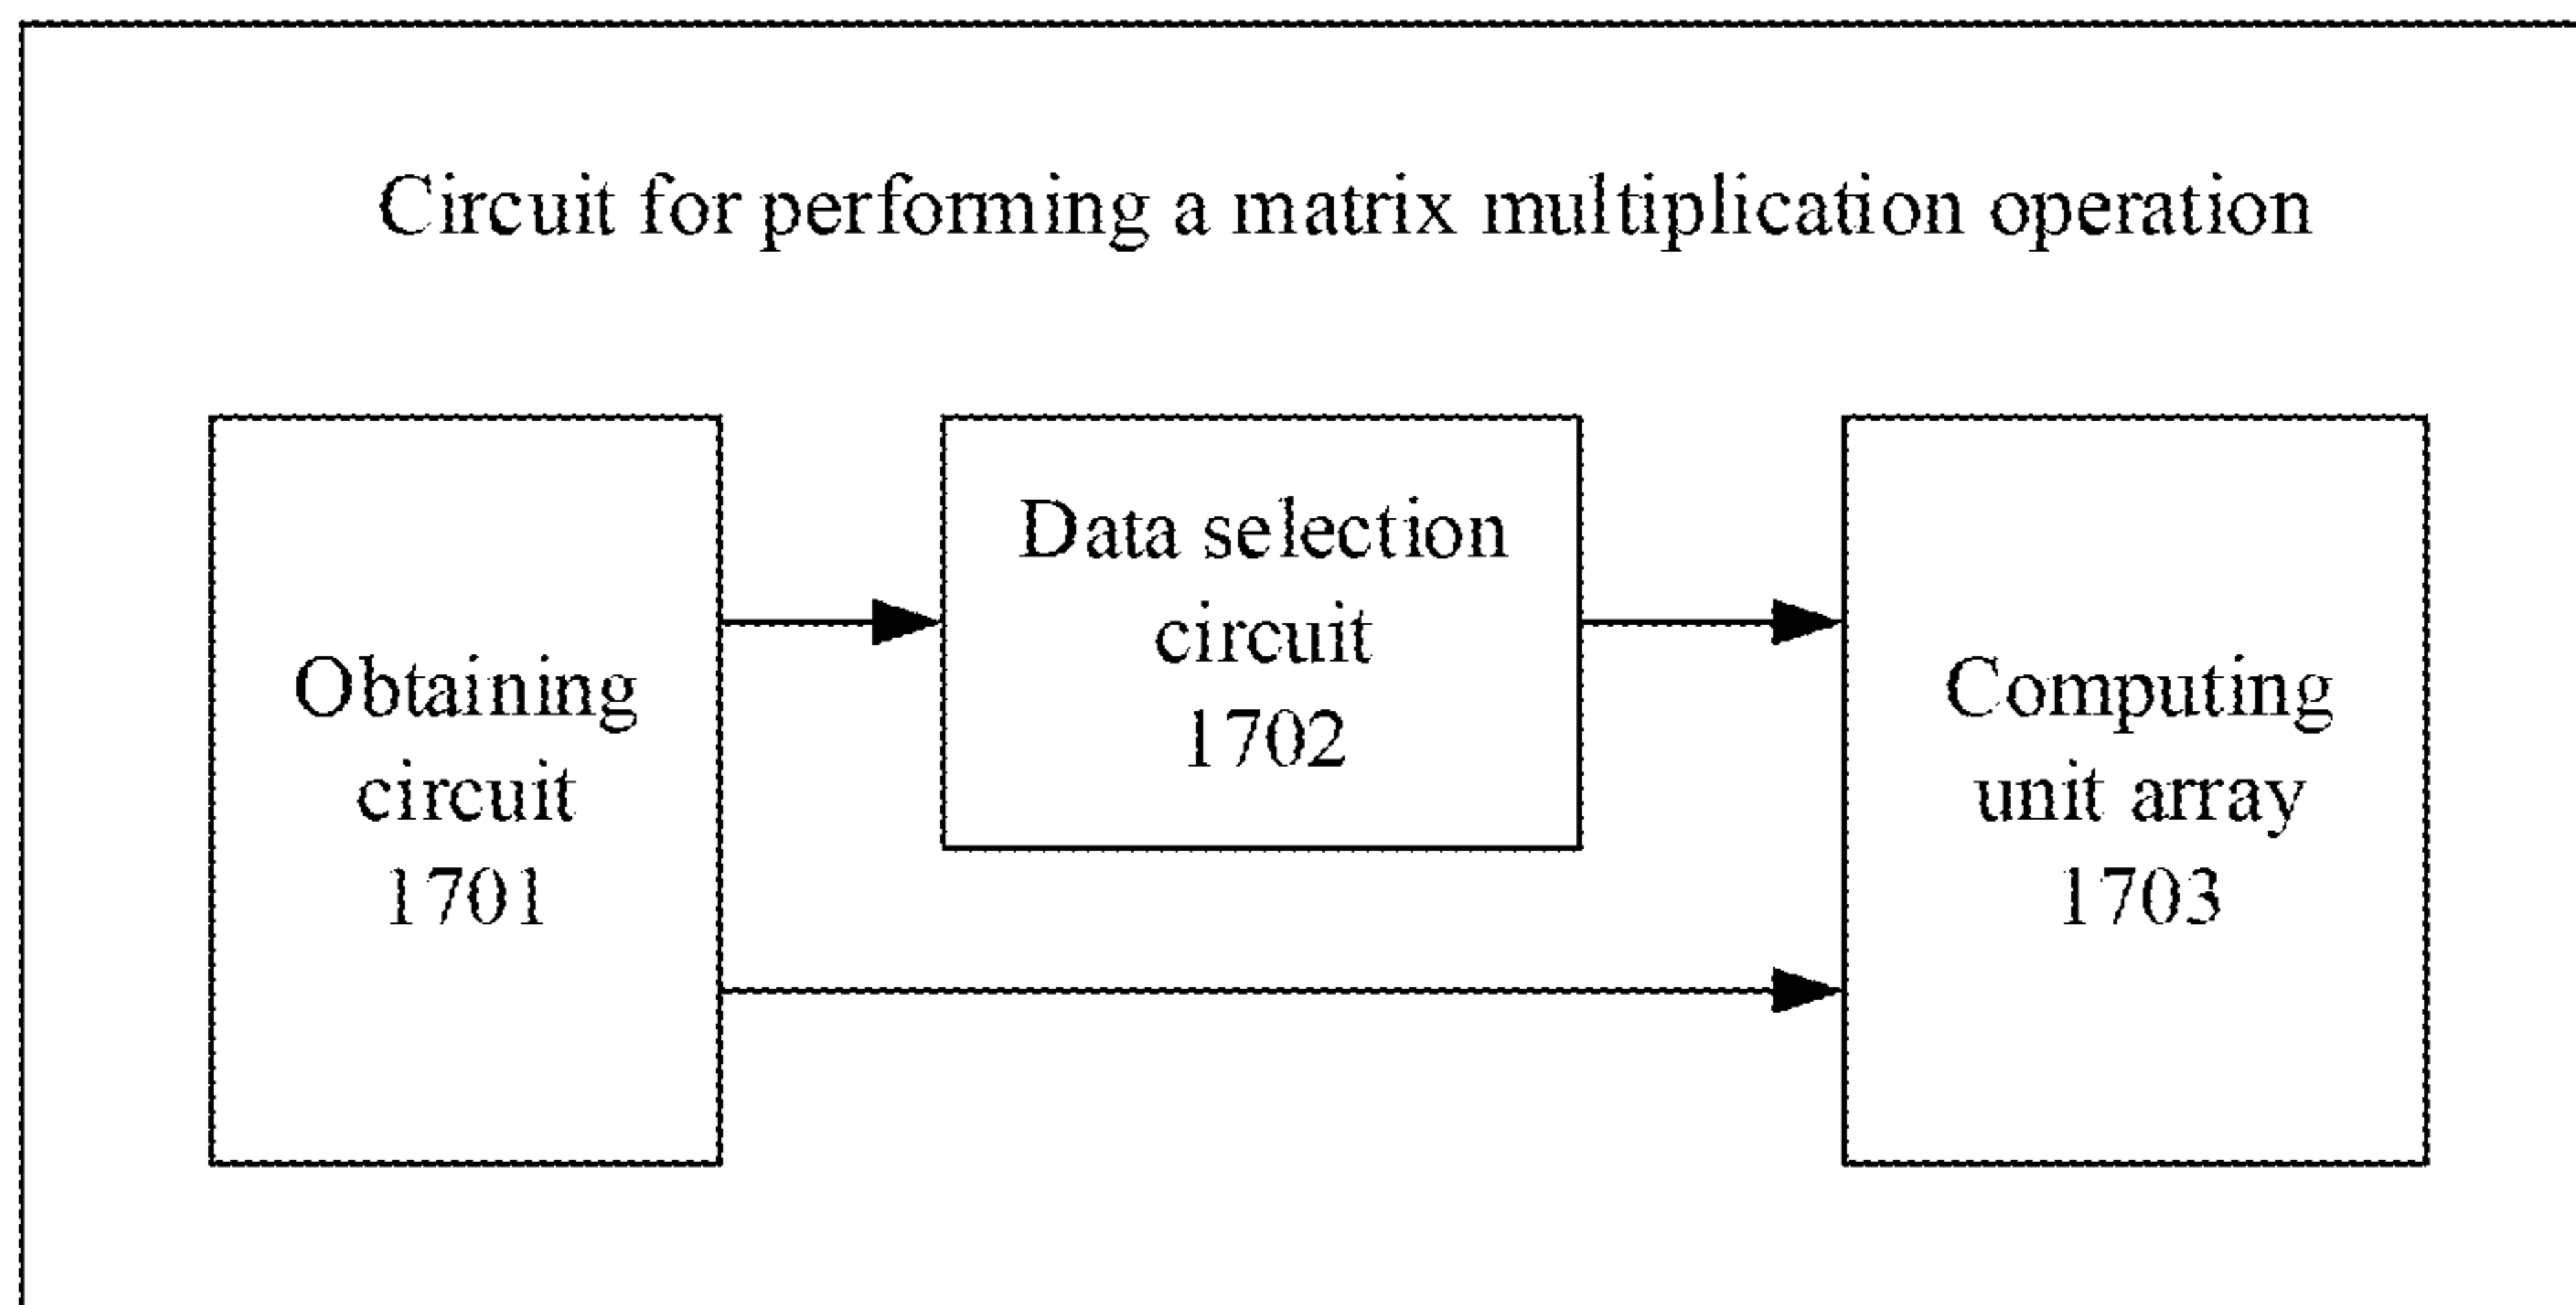 Circuit for performing a matrix multiplication operation
Obtaining
circuit
1701
Data selection
circuit
1702
Computing
unit array
1703